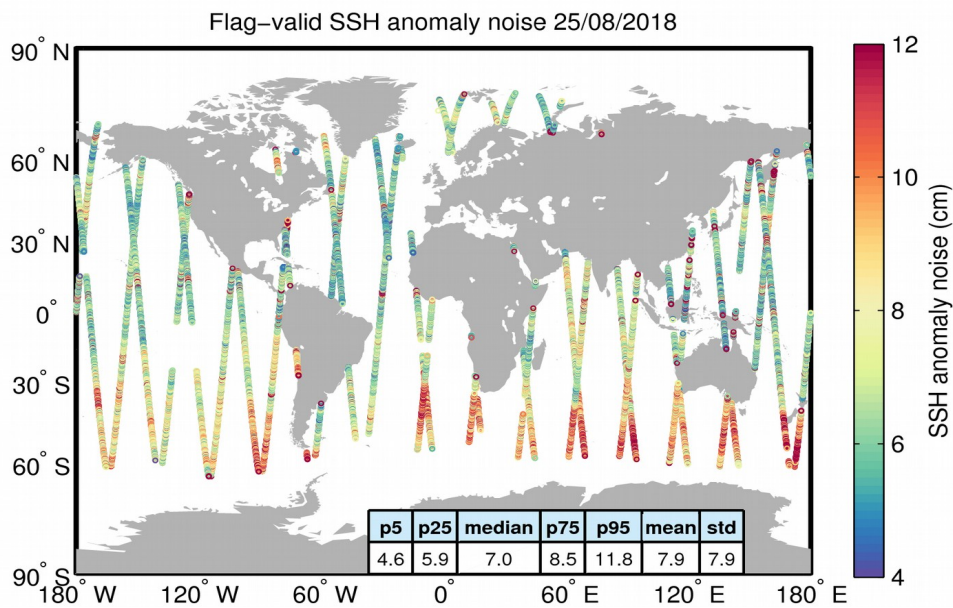 Flag−valid SSH anomaly noise 25/08/2018
90° N
60° N
30° N
0°
30° S
60° S
90° S
180° W
120° W
60° W
0°
60° E
120° E
180° E
12
10
8
6
4
SSH anomaly noise (cm)
p5 p25 median p75 p95 mean std
4.6 5.9 7.0 8.5 11.8 7.9 7.9